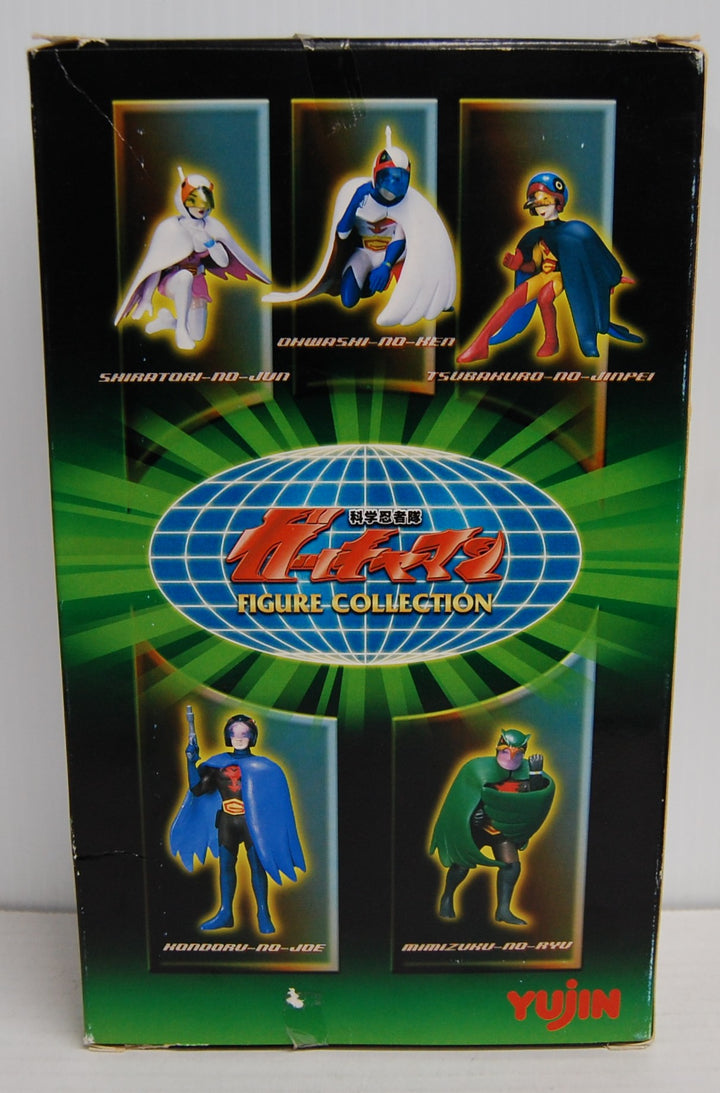 OHWASHI-NO-KEN
SHIRATORI-NO-JUN
TSUBAKURO-NO-JINPEI
科学忍者隊
ガッチャマン
FIGURE COLLECTION
KONDORU-NO-JOE
MIMIZUKU-NO-RYU
YUJIN